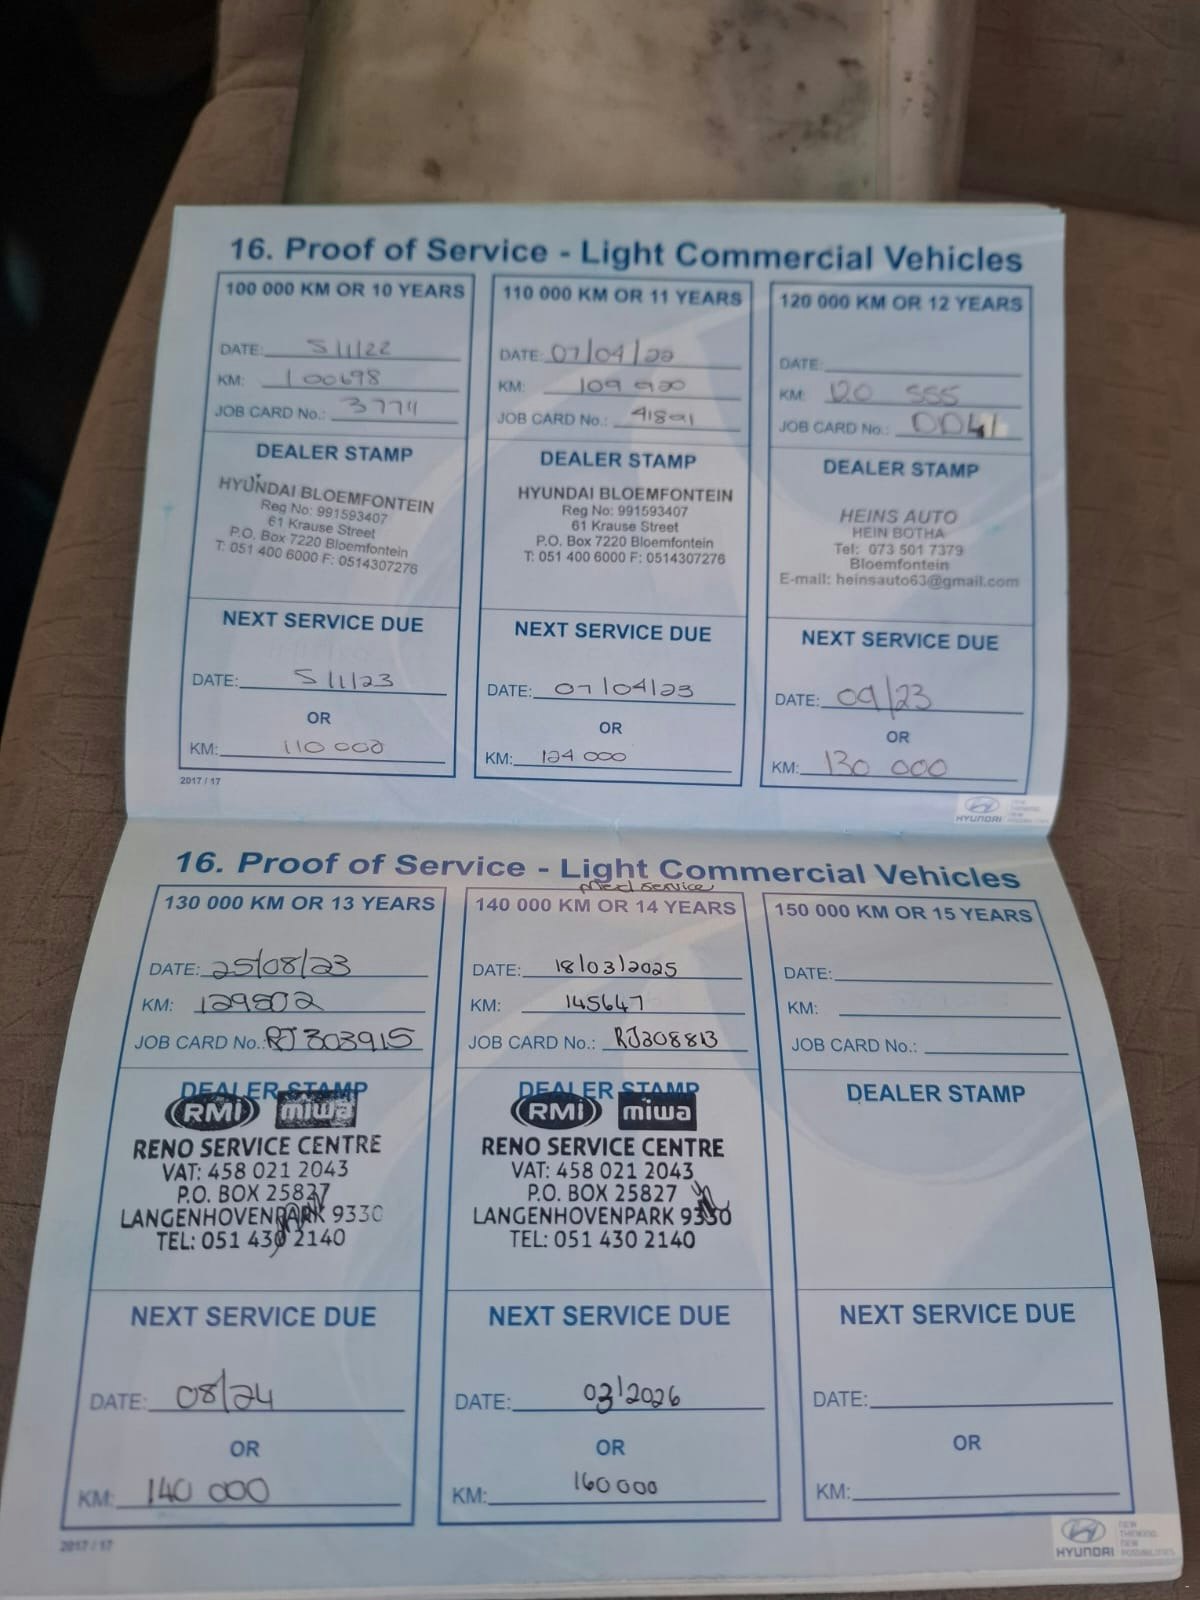 16. Proof of Service - Light Commercial Vehicles
100 000 KM OR 10 YEARS
DATE: 5/1/22
KM: 100698
JOB CARD No.: 3774
DEALER STAMP
HYUNDAI BLOEMFONTEIN
Reg No: 991593407
61 Krause Street
P.O. Box 7220 Bloemfontein
T: 051 400 6000 F: 0514307276
NEXT SERVICE DUE
DATE: 5/1/23
OR
KM: 110 000
2017 / 17
110 000 KM OR 11 YEARS
DATE: 07/04/22
KM: 109 920
JOB CARD No.: 41891
DEALER STAMP
HYUNDAI BLOEMFONTEIN
Reg No: 991593407
61 Krause Street
P.O. Box 7220 Bloemfontein
T: 051 400 6000 F: 0514307276
NEXT SERVICE DUE
DATE: 07/04/23
OR
KM: 124 000
120 000 KM OR 12 YEARS
DATE:
KM: 120 555
JOB CARD No.:
DEALER STAMP
HEINS AUTO
HEIN BOTHA
Tel: 073 501 7379
Bloemfontein
E-mail: heinsauto63@gmail.com
NEXT SERVICE DUE
DATE: 09/23
OR
KM: 130 000
HYUNDAI
NEW
THINKING.
NEW
POSSIBILITIES.
16. Proof of Service - Light Commercial Vehicles
130 000 KM OR 13 YEARS
DATE: 25/08/23
KM: 129802
JOB CARD No.: RJ303915
DEALER STAMP
RMi miwa
RENO SERVICE CENTRE
VAT: 458 021 2043
P.O. BOX 25827
LANGENHOVENPARK 9330
TEL: 051 430 2140
NEXT SERVICE DUE
DATE: 08/24
OR
KM: 140 000
2017 / 17
service
140 000 KM OR 14 YEARS
DATE: 18/03/2025
KM: 145647
JOB CARD No.: RJ308813
DEALER STAMP
RMi miwa
RENO SERVICE CENTRE
VAT: 458 021 2043
P.O. BOX 25827
LANGENHOVENPARK 9330
TEL: 051 430 2140
NEXT SERVICE DUE
DATE: 03/2026
OR
KM: 160 000
150 000 KM OR 15 YEARS
DATE:
KM:
JOB CARD No.:
DEALER STAMP
NEXT SERVICE DUE
DATE:
OR
KM:
HYUNDAI
NEW
THINKING.
NEW
POSSIBILITIES.